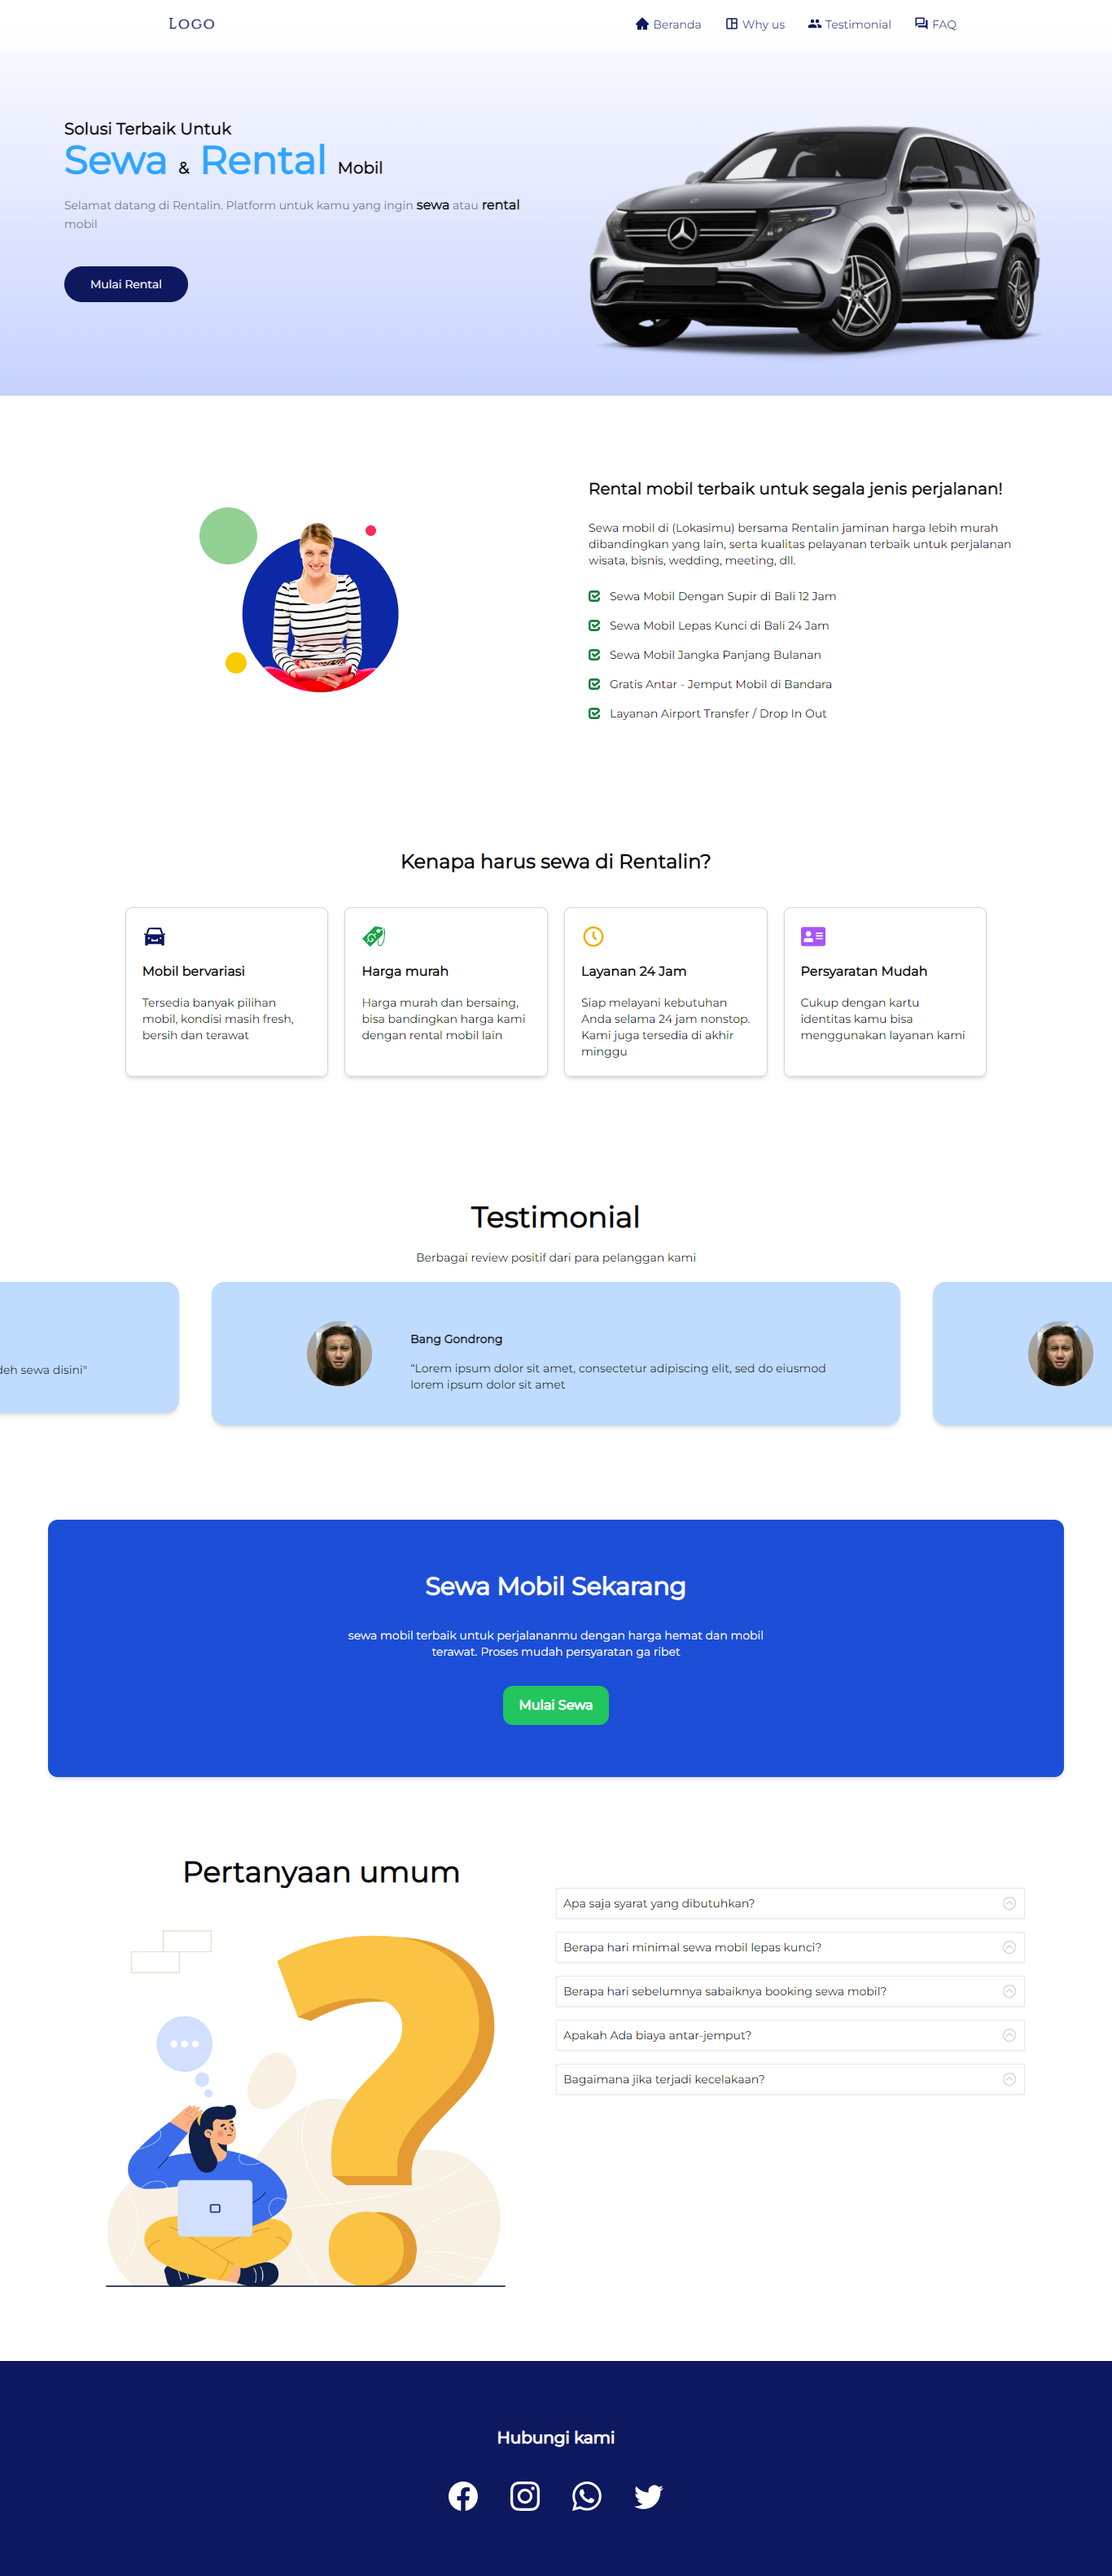 Logo
Beranda
Why us
Testimonial
FAQ
Solusi Terbaik Untuk
Sewa & Rental Mobil
Selamat datang di Rentalin. Platform untuk kamu yang ingin sewa atau rental
mobil
Mulai Rental
Rental mobil terbaik untuk segala jenis perjalanan!
Sewa mobil di (Lokasimu) bersama Rentalin jaminan harga lebih murah
dibandingkan yang lain, serta kualitas pelayanan terbaik untuk perjalanan
wisata, bisnis, wedding, meeting, dll.
Sewa Mobil Dengan Supir di Bali 12 Jam
Sewa Mobil Lepas Kunci di Bali 24 Jam
Sewa Mobil Jangka Panjang Bulanan
Gratis Antar - Jemput Mobil di Bandara
Layanan Airport Transfer / Drop In Out
Kenapa harus sewa di Rentalin?
Mobil bervariasi
Tersedia banyak pilihan
mobil, kondisi masih fresh,
bersih dan terawat
Harga murah
Harga murah dan bersaing,
bisa bandingkan harga kami
dengan rental mobil lain
Layanan 24 Jam
Siap melayani kebutuhan
Anda selama 24 jam nonstop.
Kami juga tersedia di akhir
minggu
Persyaratan Mudah
Cukup dengan kartu
identitas kamu bisa
menggunakan layanan kami
Testimonial
Berbagai review positif dari para pelanggan kami
deh sewa disini"
Bang Gondrong
“Lorem ipsum dolor sit amet, consectetur adipiscing elit, sed do eiusmod
lorem ipsum dolor sit amet
Sewa Mobil Sekarang
sewa mobil terbaik untuk perjalananmu dengan harga hemat dan mobil
terawat. Proses mudah persyaratan ga ribet
Mulai Sewa
Pertanyaan umum
Apa saja syarat yang dibutuhkan?
Berapa hari minimal sewa mobil lepas kunci?
Berapa hari sebelumnya sabaiknya booking sewa mobil?
Apakah Ada biaya antar-jemput?
Bagaimana jika terjadi kecelakaan?
Hubungi kami